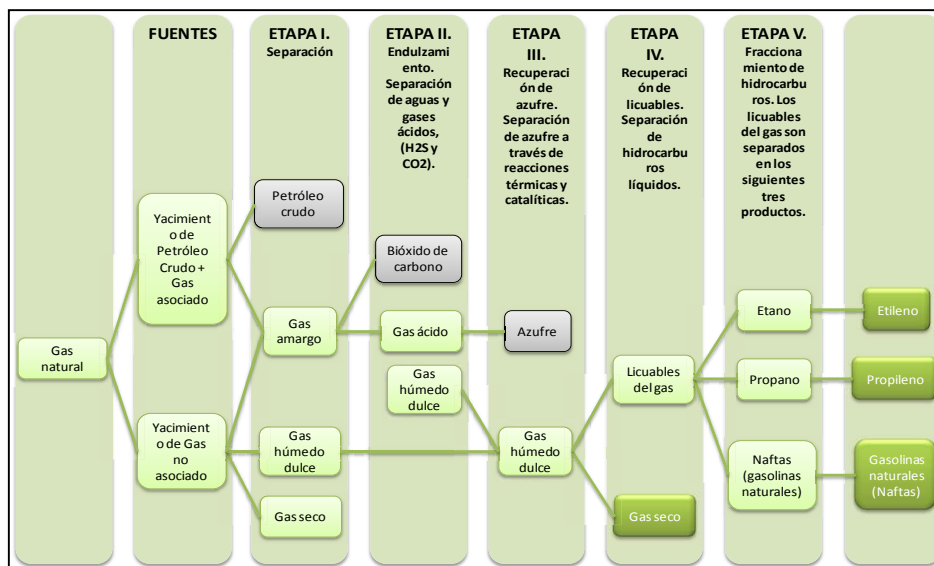 FUENTES
ETAPA I.
Separación
ETAPA II.
Endulzami
ento.
Separación
de aguas y
gases
ácidos,
(H2S y
CO2).
ETAPA
III.
Recuperaci
ón de
azufre.
Separación
de azufre a
través de
reacciones
térmicas y
catalíticas.
ETAPA
IV.
Recuperaci
ón de
licuables.
Separación
de
hidrocarbu
ros
líquidos.
ETAPA V.
Fracciona
miento de
hidrocarbu
ros. Los
licuables
del gas son
separados
en los
siguientes
tres
productos.
Gas
natural
Yacimient
o de
Petróleo
Crudo +
Gas
asociado
Yacimient
o de Gas
no
asociado
Petróleo
crudo
Gas
amargo
Gas
húmedo
dulce
Gas seco
Bióxido de
carbono
Gas ácido
Gas
húmedo
dulce
Azufre
Gas
húmedo
dulce
Licuables
del gas
Gas seco
Etano
Propano
Naftas
(gasolinas
naturales)
Etileno
Propileno
Gasolinas
naturales
(Naftas)